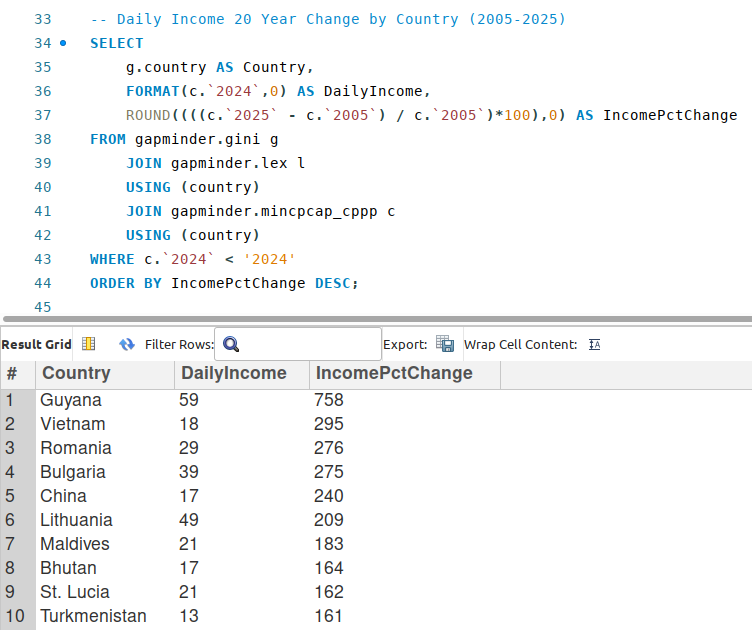 33 -- Daily Income 20 Year Change by Country (2005-2025)
34 SELECT
35 g.country AS Country,
36 FORMAT(c.`2024`,0) AS DailyIncome,
37 ROUND((((c.`2025` - c.`2005`) / c.`2005`)*100),0) AS IncomePctChange
38 FROM gapminder.gini g
39 JOIN gapminder.lex l
40 USING (country)
41 JOIN gapminder.mincpcap_cppp c
42 USING (country)
43 WHERE c.`2024` < '2024'
44 ORDER BY IncomePctChange DESC;
45
Result Grid Filter Rows: Export: Wrap Cell Content:
# Country DailyIncome IncomePctChange
1 Guyana 59 758
2 Vietnam 18 295
3 Romania 29 276
4 Bulgaria 39 275
5 China 17 240
6 Lithuania 49 209
7 Maldives 21 183
8 Bhutan 17 164
9 St. Lucia 21 162
10 Turkmenistan 13 161